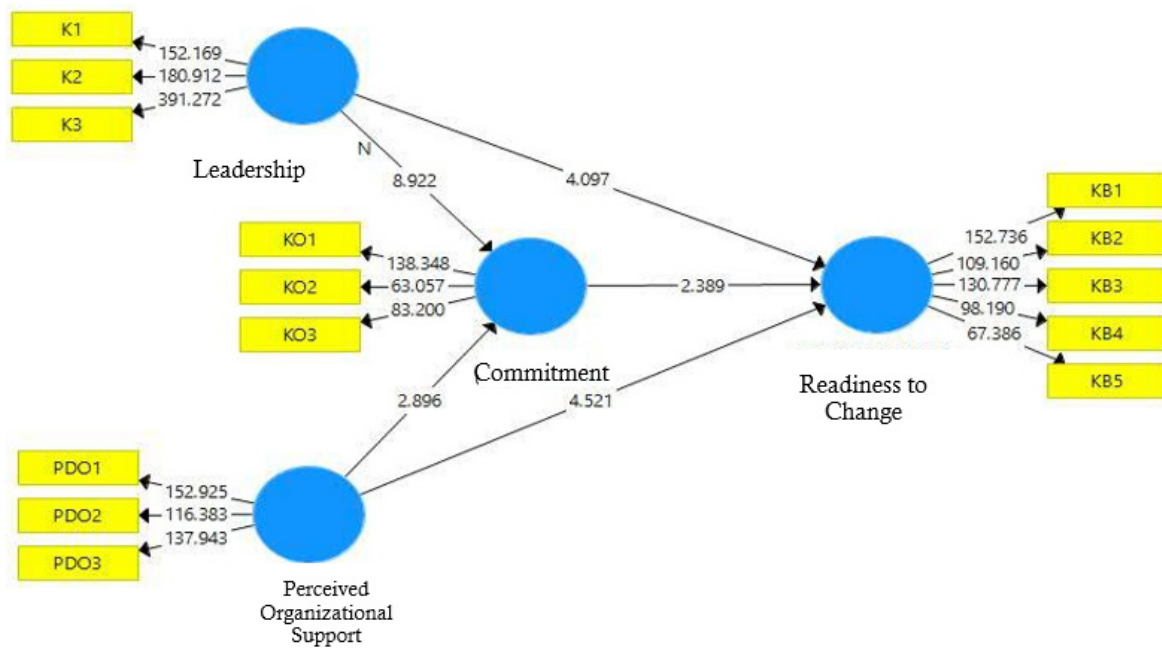 K1
152.169
K2
180.912
K3
391.272
Leadership
N
8.922
4.097
KO1
138.348
KO2
63.057
KO3
83.200
Commitment
2.389
2.896
4.521
KB1
152.736
KB2
109.160
KB3
130.777
KB4
98.190
KB5
67.386
Readiness to
Change
PDO1
152.925
PDO2
116.383
PDO3
137.943
Perceived
Organizational
Support